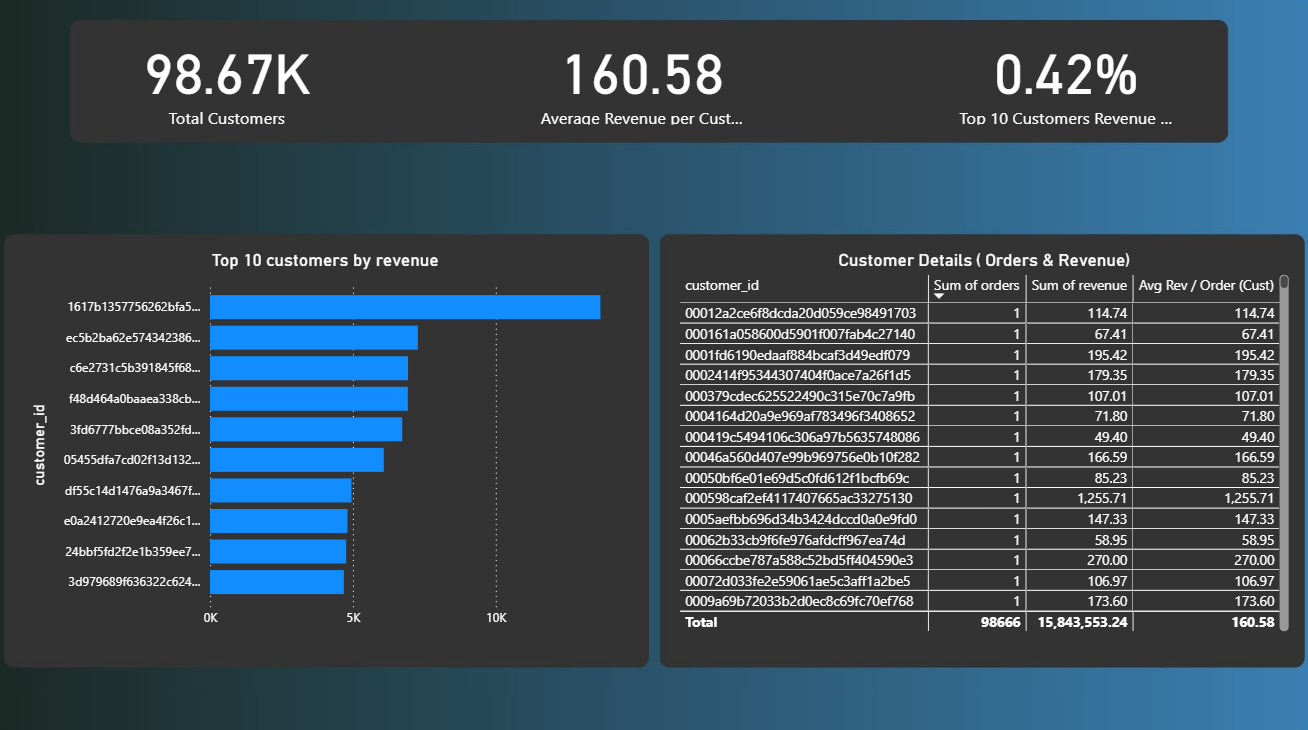 98.67K
Total Customers
160.58
Average Revenue per Cust...
0.42%
Top 10 Customers Revenue ...
Top 10 customers by revenue
customer_id
1617b1357756262bfa5...
ec5b2ba62e574342386...
c6e2731c5b391845f68...
f48d464a0baaea338cb...
3fd6777bbce08a352fd...
05455dfa7cd02f13d132...
df55c14d1476a9a3467f...
e0a2412720e9ea4f26c1...
24bbf5fd2f2e1b359ee7...
3d979689f636322c624...
0K 5K 10K
Customer Details ( Orders & Revenue)
customer_id Sum of orders Sum of revenue Avg Rev / Order (Cust)
00012a2ce6f8dcda20d059ce98491703 1 114.74 114.74
000161a058600d5901f007fab4c27140 1 67.41 67.41
0001fd6190edaaf884bcaf3d49edf079 1 195.42 195.42
0002414f95344307404f0ace7a26f1d5 1 179.35 179.35
000379cdec625522490c315e70c7a9fb 1 107.01 107.01
0004164d20a9e969af783496f3408652 1 71.80 71.80
000419c5494106c306a97b5635748086 1 49.40 49.40
00046a560d407e99b969756e0b10f282 1 166.59 166.59
00050bf6e01e69d5c0fd612f1bcfb69c 1 85.23 85.23
000598caf2ef4117407665ac33275130 1 1,255.71 1,255.71
0005aefbb696d34b3424dccd0a0e9fd0 1 147.33 147.33
00062b33cb9f6fe976afdcff967ea74d 1 58.95 58.95
00066ccbe787a588c52bd5ff404590e3 1 270.00 270.00
00072d033fe2e59061ae5c3aff1a2be5 1 106.97 106.97
0009a69b72033b2d0ec8c69fc70ef768 1 173.60 173.60
Total 98666 15,843,553.24 160.58